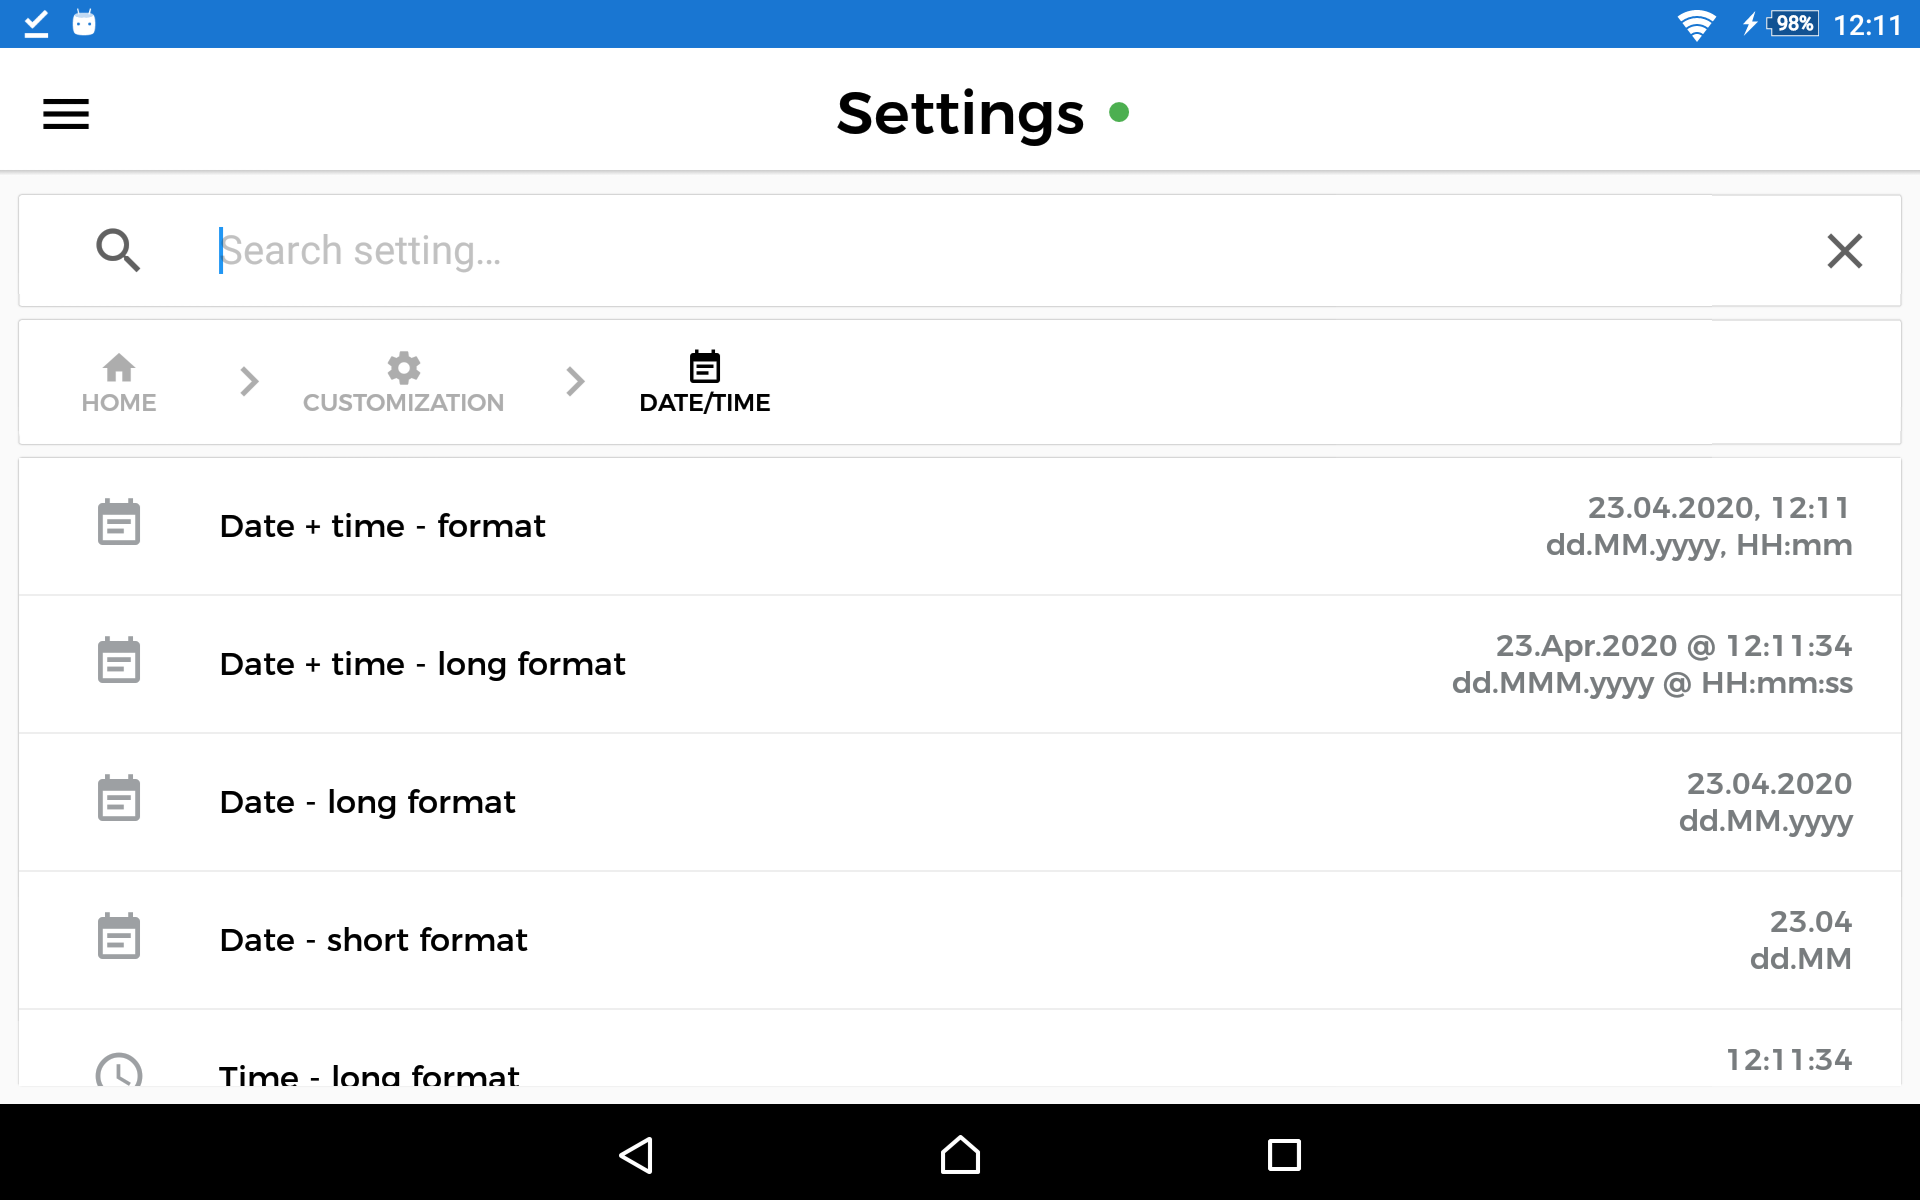 98% 12:11
Settings
Search setting...
HOME CUSTOMIZATION DATE/TIME
Date + time - format
23.04.2020, 12:11
dd.MM.yyyy, HH:mm
Date + time - long format
23.Apr.2020 @ 12:11:34
dd.MMM.yyyy @ HH:mm:ss
Date - long format
23.04.2020
dd.MM.yyyy
Date - short format
23.04
dd.MM
Time - long format
12:11:34